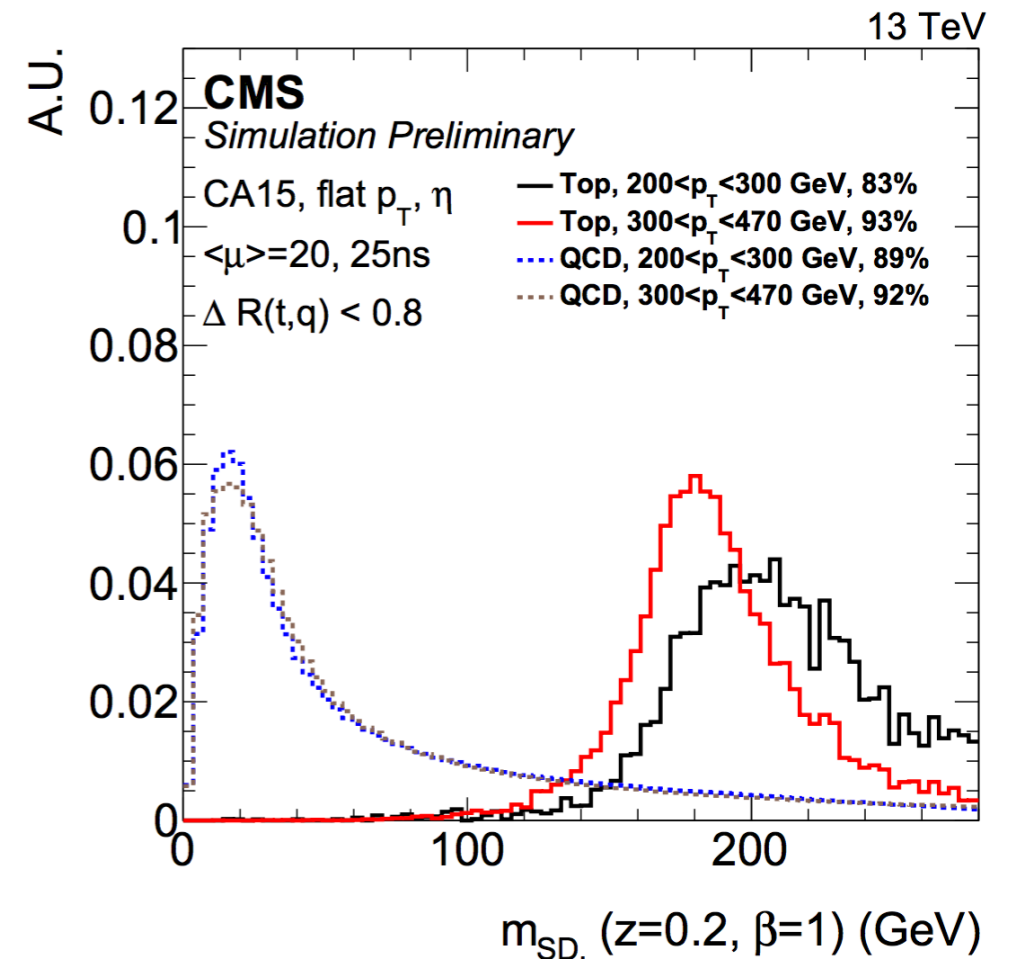 13 TeV
A.U.
CMS
Simulation Preliminary
CA15, flat p_T, η
<μ>=20, 25ns
Δ R(t,q) < 0.8
Top, 200<p_T<300 GeV, 83%
Top, 300<p_T<470 GeV, 93%
QCD, 200<p_T<300 GeV, 89%
QCD, 300<p_T<470 GeV, 92%
0.12
0.1
0.08
0.06
0.04
0.02
0
0 100 200
m_SD. (z=0.2, β=1) (GeV)